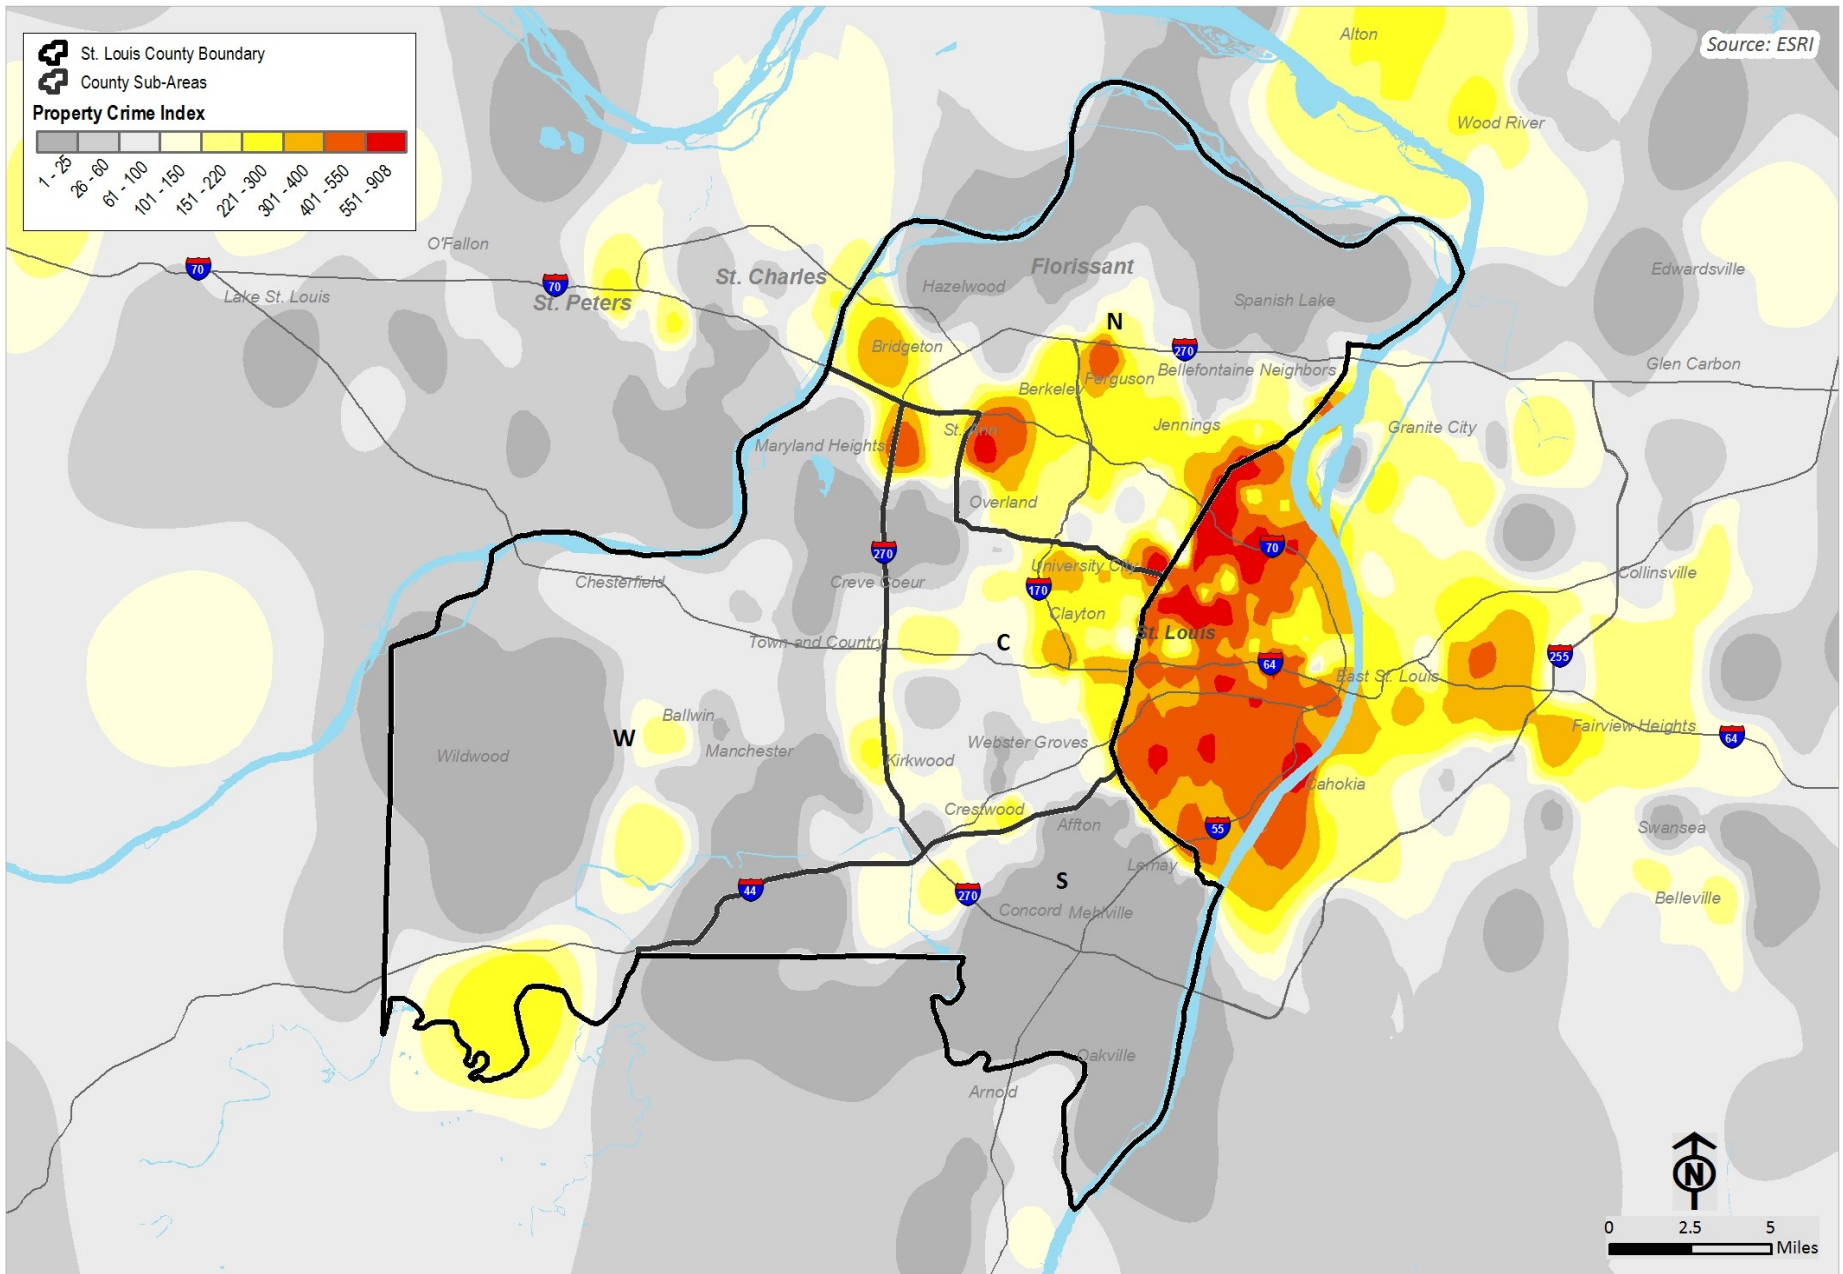 St. Louis County Boundary
County Sub-Areas
Property Crime Index
1 - 25
26 - 60
61 - 100
101 - 150
151 - 220
221 - 300
301 - 400
401 - 550
551 - 908
Source: ESRI
Alton
Wood River
O'Fallon
70
Lake St. Louis
70
St. Peters
St. Charles
Hazelwood
Florissant
Spanish Lake
Edwardsville
N
Bridgeton
270
Glen Carbon
Berkeley
Ferguson
Bellefontaine Neighbors
Maryland Heights
St. Ann
Jennings
Granite City
Overland
270
70
Chesterfield
Creve Coeur
University City
170
Collinsville
Clayton
Town and Country
C
St. Louis
64
255
East St. Louis
Ballwin
W
Wildwood
Manchester
Webster Groves
Kirkwood
Fairview Heights
64
Cahokia
Crestwood
Affton
55
Swansea
Lemay
44
270
S
Concord
Mehlville
Belleville
Oakville
Arnold
N
0
2.5
5
Miles